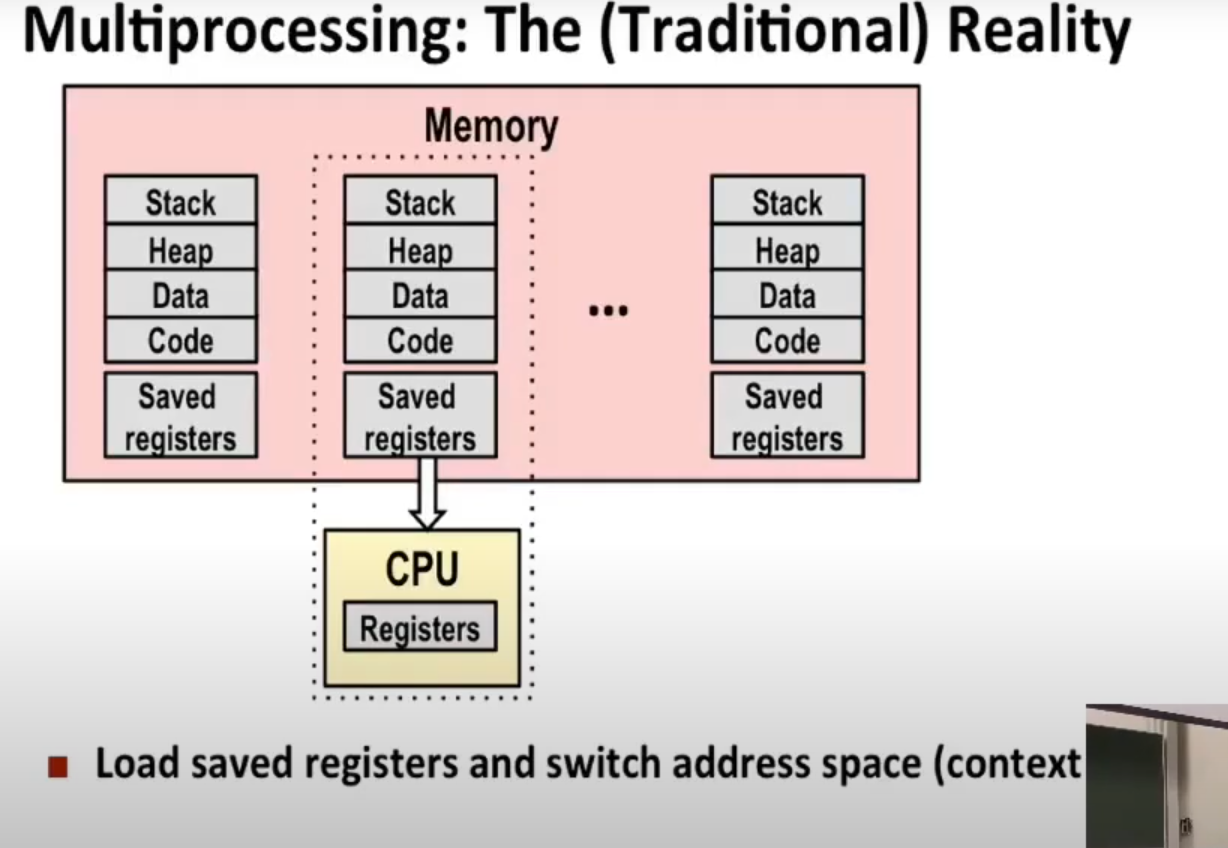 Multiprocessing: The (Traditional) Reality
Memory
Stack
Heap
Data
Code
Saved
registers
Stack
Heap
Data
Code
Saved
registers
...
Stack
Heap
Data
Code
Saved
registers
CPU
Registers
■ Load saved registers and switch address space (context